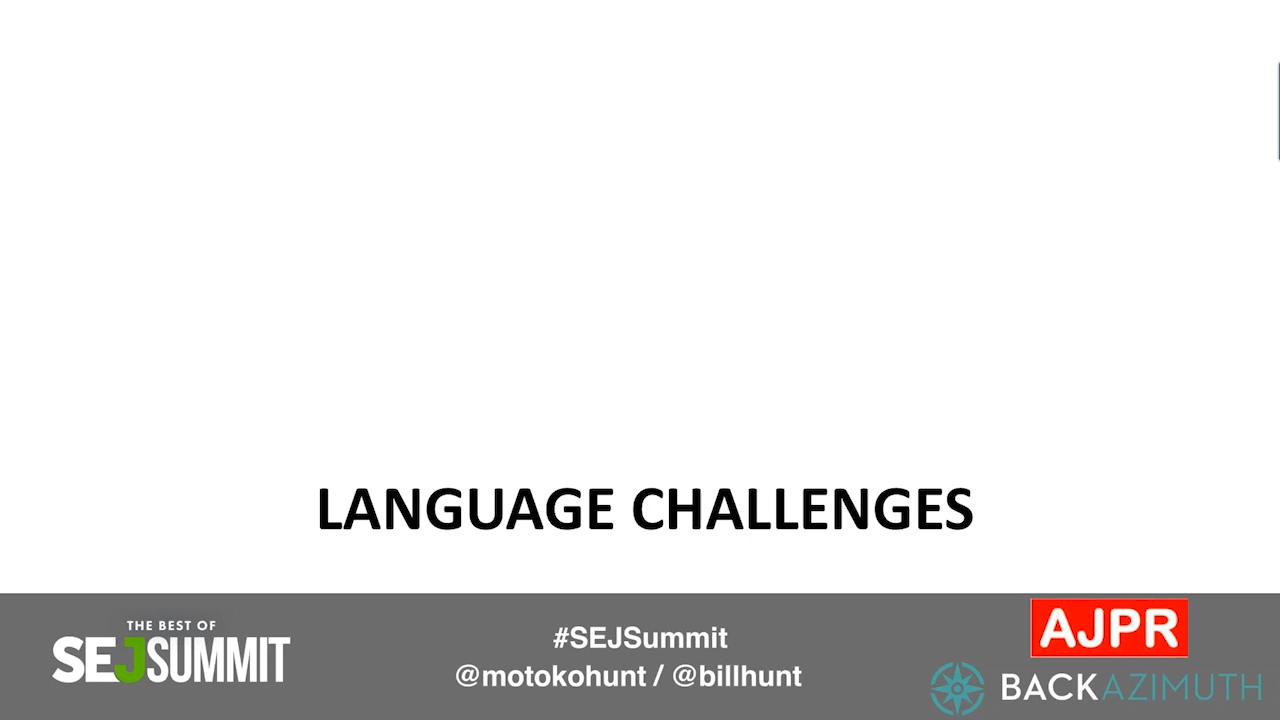 LANGUAGE CHALLENGES
THE BEST OF
SEJSUMMIT
#SEJSummit
@motokohunt / @billhunt
AJPR
BACKAZIMUTH